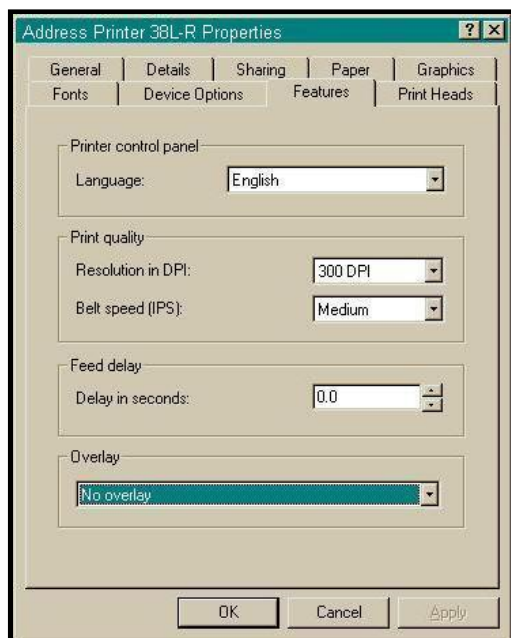 Address Printer 38L-R Properties ? X
General Details Sharing Paper Graphics
Fonts Device Options Features Print Heads
Printer control panel
Language: English
Print quality
Resolution in DPI: 300 DPI
Belt speed (IPS): Medium
Feed delay
Delay in seconds: 0.0
Overlay
No overlay
OK Cancel Apply